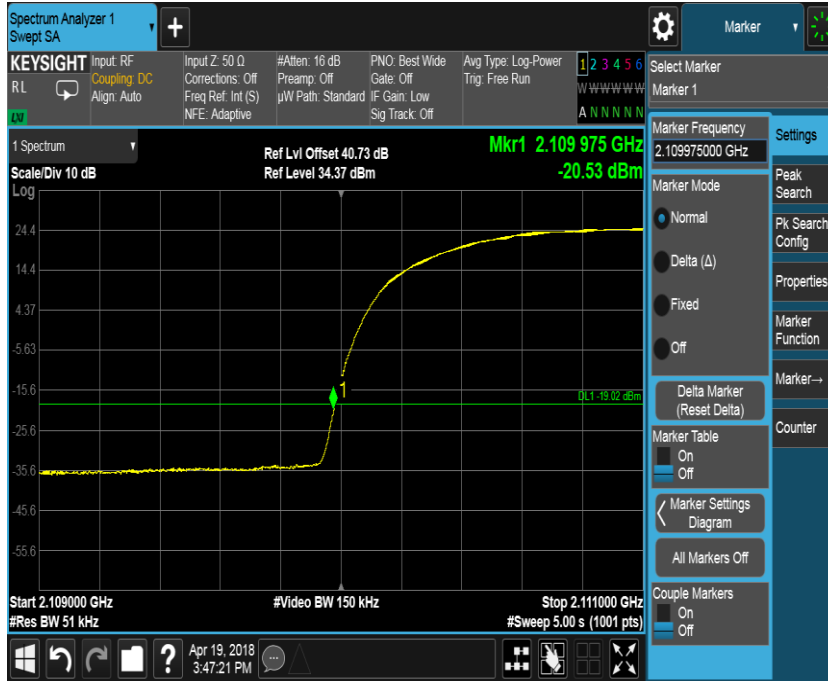 Spectrum Analyzer 1
Swept SA
+
Marker
KEYSIGHT
RL
LXI
Input: RF
Coupling: DC
Align: Auto
Input Z: 50 Ω
Corrections: Off
Freq Ref: Int (S)
NFE: Adaptive
#Atten: 16 dB
Preamp: Off
µW Path: Standard
PNO: Best Wide
Gate: Off
IF Gain: Low
Sig Track: Off
Avg Type: Log-Power
Trig: Free Run
1 2 3 4 5 6
W W W W W W
A N N N N N
Select Marker
Marker 1
1 Spectrum
Scale/Div 10 dB
Log
Ref Lvl Offset 40.73 dB
Ref Level 34.37 dBm
Mkr1 2.109 975 GHz
-20.53 dBm
24.4
14.4
4.37
-5.63
-15.6
-25.6
-35.6
-45.6
-55.6
1
DL1 -19.02 dBm
Start 2.109000 GHz
#Res BW 51 kHz
#Video BW 150 kHz
Stop 2.111000 GHz
#Sweep 5.00 s (1001 pts)
Marker Frequency
2.109975000 GHz
Marker Mode
Normal
Delta (Δ)
Fixed
Off
Delta Marker
(Reset Delta)
Marker Table
On
Off
Marker Settings
Diagram
All Markers Off
Couple Markers
On
Off
Settings
Peak
Search
Pk Search
Config
Properties
Marker
Function
Marker→
Counter
?
Apr 19, 2018
3:47:21 PM